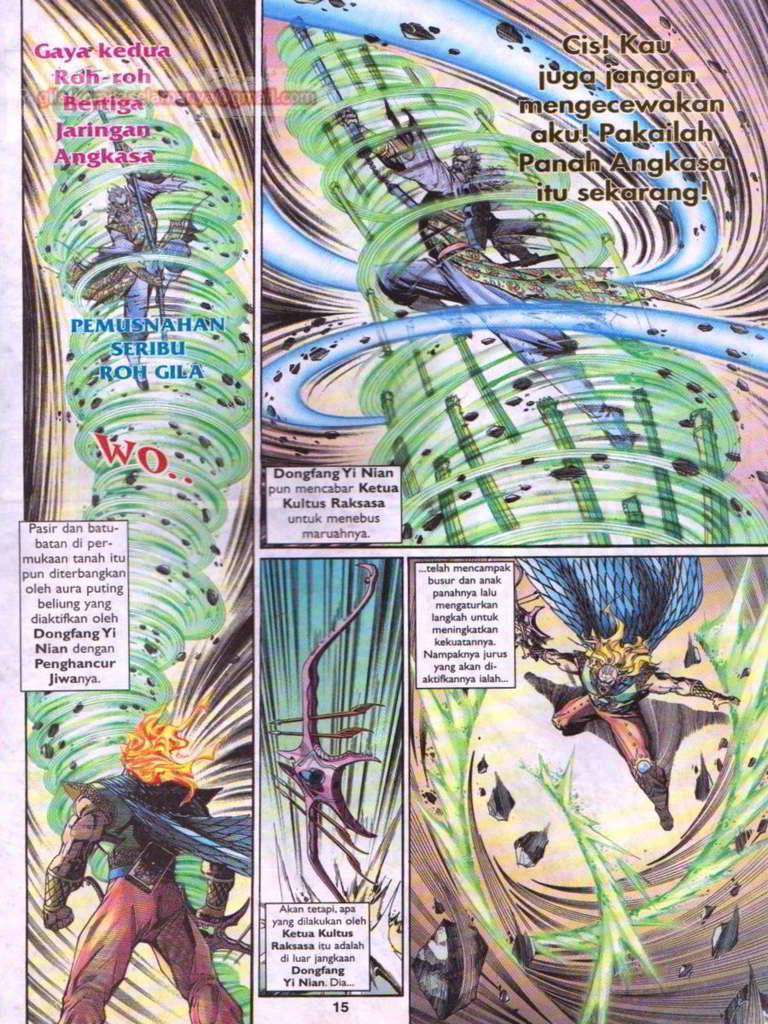 Gaya kedua
Roh-roh
Bertiga
Jaringan
Angkasa
PEMUSNAHAN
SERIBU
ROH GILA
WO..
Pasir dan batu-
batan di per-
mukaan tanah itu
pun diterbangkan
oleh aura puting
beliung yang
diaktifkan oleh
Dongfang Yi
Nian dengan
Penghancur
Jiwanya.
Cis! Kau
juga jangan
mengecewakan
aku! Pakailah
Panah Angkasa
itu sekarang!
Dongfang Yi Nian
pun mencabar Ketua
Kultus Raksasa
untuk menebus
maruahnya.
Akan tetapi, apa
yang dilakukan oleh
Ketua Kultus
Raksasa itu adalah
di luar jangkaan
Dongfang
Yi Nian. Dia...
...telah mencampak
busur dan anak
panahnya lalu
mengaturkan
langkah untuk
meningkatkan
kekuatannya.
Nampaknya jurus
yang akan di-
aktifkannya ialah...
15